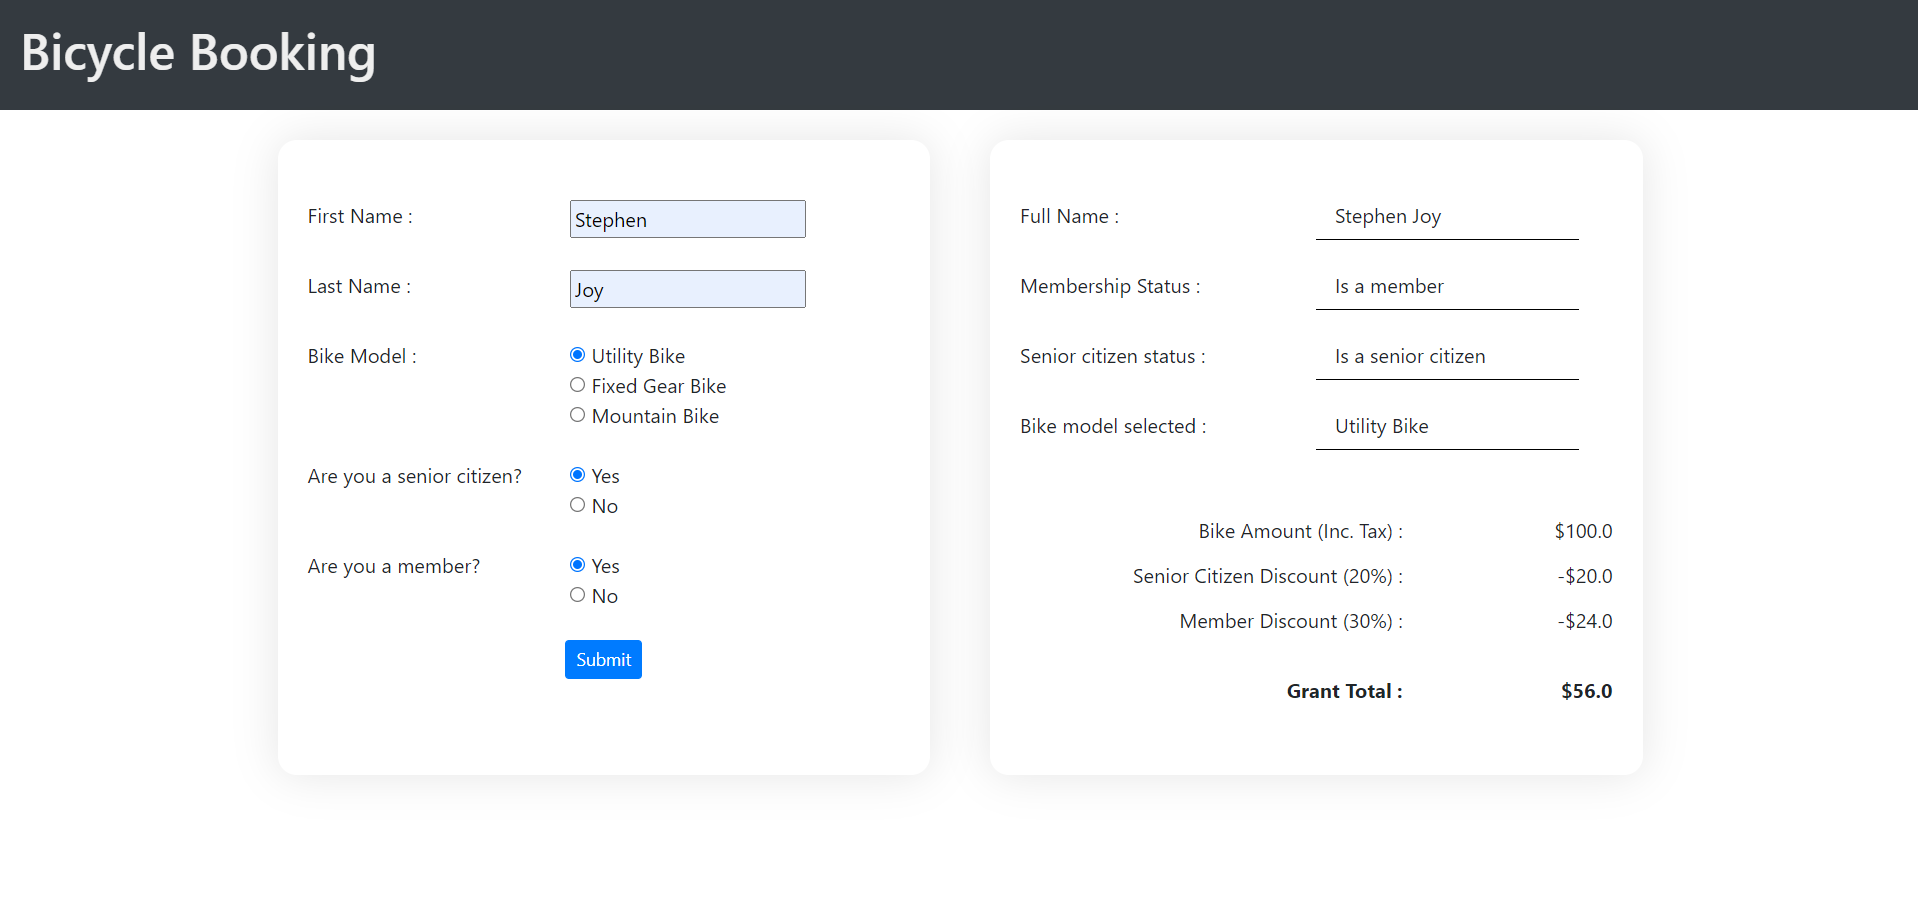 Bicycle Booking
First Name :
Stephen
Last Name :
Joy
Bike Model :
Utility Bike
Fixed Gear Bike
Mountain Bike
Are you a senior citizen?
Yes
No
Are you a member?
Yes
No
Submit
Full Name :
Stephen Joy
Membership Status :
Is a member
Senior citizen status :
Is a senior citizen
Bike model selected :
Utility Bike
Bike Amount (Inc. Tax) :
$100.0
Senior Citizen Discount (20%) :
-$20.0
Member Discount (30%) :
-$24.0
Grant Total :
$56.0